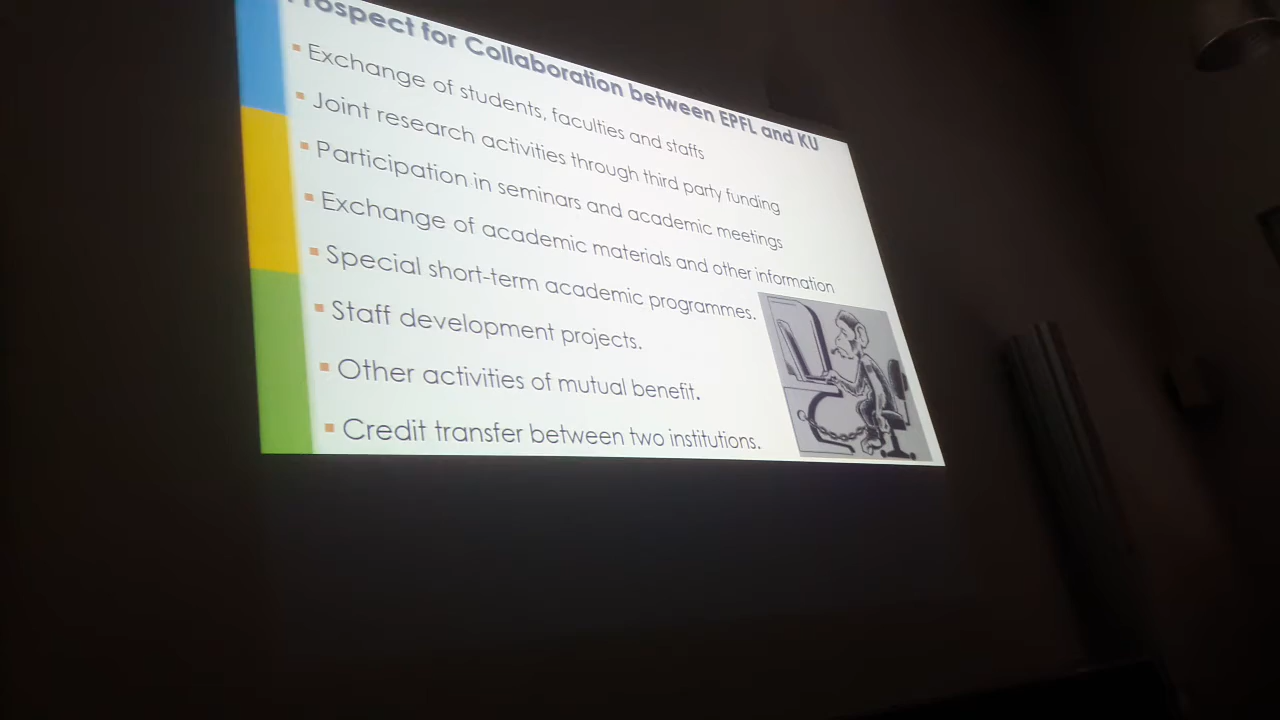 Prospect for Collaboration between EPFL and KU
▪ Exchange of students, faculties and staffs
▪ Joint research activities through third party funding
▪ Participation in seminars and academic meetings
▪ Exchange of academic materials and other information
▪ Special short-term academic programmes.
▪ Staff development projects.
▪ Other activities of mutual benefit.
▪ Credit transfer between two institutions.